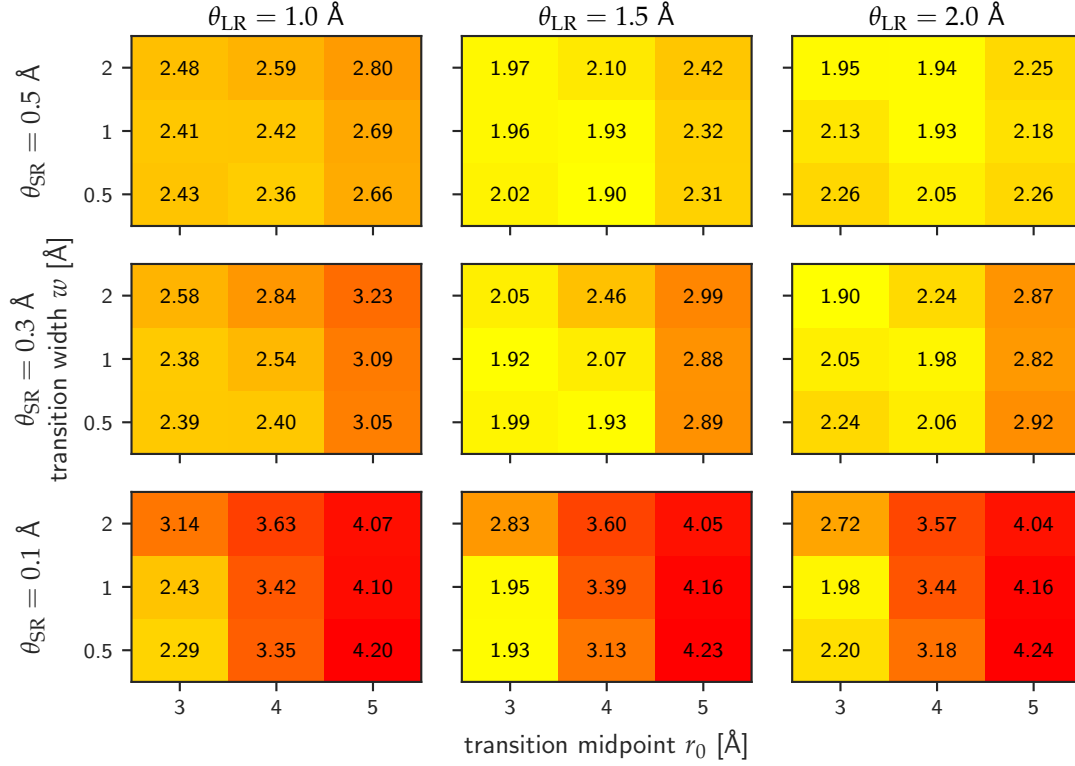 θLR = 1.0 Å θLR = 1.5 Å θLR = 2.0 Å
θSR = 0.5 Å
2 2.48 2.59 2.80 1.97 2.10 2.42 1.95 1.94 2.25
1 2.41 2.42 2.69 1.96 1.93 2.32 2.13 1.93 2.18
0.5 2.43 2.36 2.66 2.02 1.90 2.31 2.26 2.05 2.26
θSR = 0.3 Å
transition width w [Å]
2 2.58 2.84 3.23 2.05 2.46 2.99 1.90 2.24 2.87
1 2.38 2.54 3.09 1.92 2.07 2.88 2.05 1.98 2.82
0.5 2.39 2.40 3.05 1.99 1.93 2.89 2.24 2.06 2.92
θSR = 0.1 Å
2 3.14 3.63 4.07 2.83 3.60 4.05 2.72 3.57 4.04
1 2.43 3.42 4.10 1.95 3.39 4.16 1.98 3.44 4.16
0.5 2.29 3.35 4.20 1.93 3.13 4.23 2.20 3.18 4.24
3 4 5 3 4 5 3 4 5
transition midpoint r0 [Å]